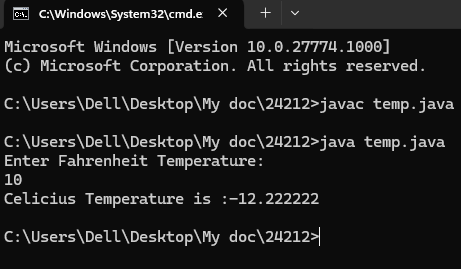 C:\Windows\System32\cmd.e
Microsoft Windows [Version 10.0.27774.1000]
(c) Microsoft Corporation. All rights reserved.
C:\Users\Dell\Desktop\My doc\24212>javac temp.java
C:\Users\Dell\Desktop\My doc\24212>java temp.java
Enter Fahrenheit Temperature:
10
Celicius Temperature is :-12.222222
C:\Users\Dell\Desktop\My doc\24212>